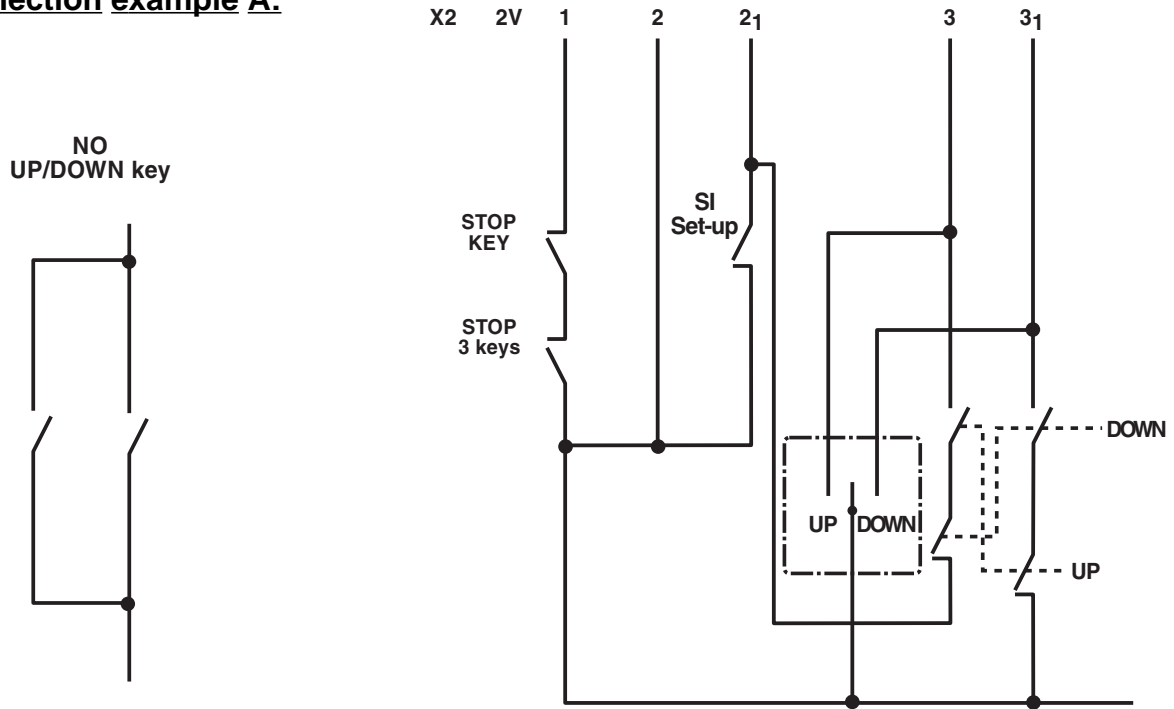 nection example A:
X2 2V 1 2 21 3 31
NO
UP/DOWN key
SI
Set-up
STOP
KEY
STOP
3 keys
DOWN
UP DOWN
UP